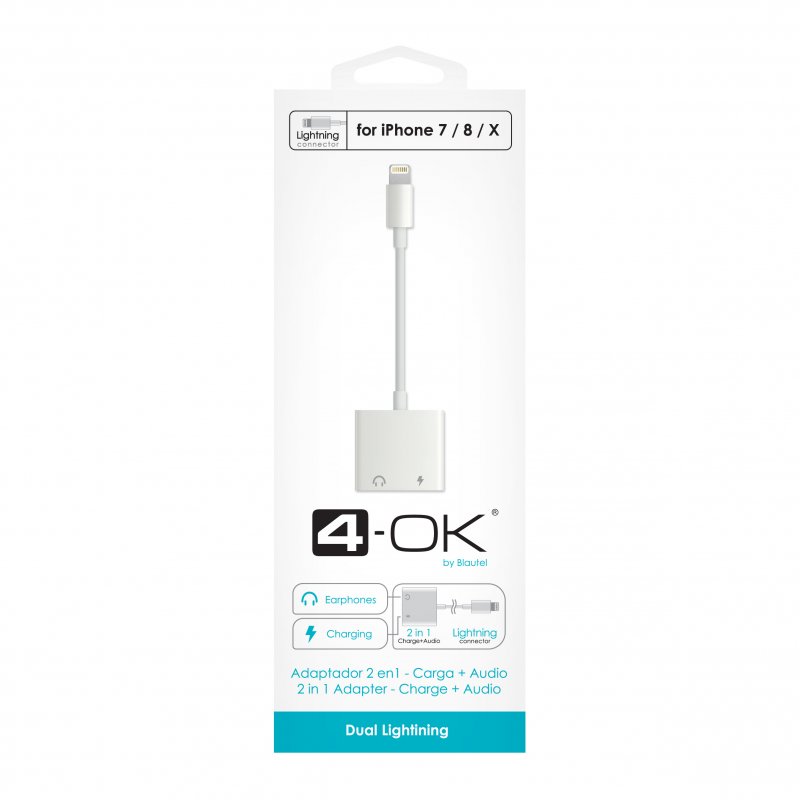 Lightning
connector
for iPhone 7 / 8 / X
4-OK®
by Blautel
Earphones
Charging
2 in 1
Charge+Audio
Lightning
connector
Adaptador 2 en1 - Carga + Audio
2 in 1 Adapter - Charge + Audio
Dual Lightining